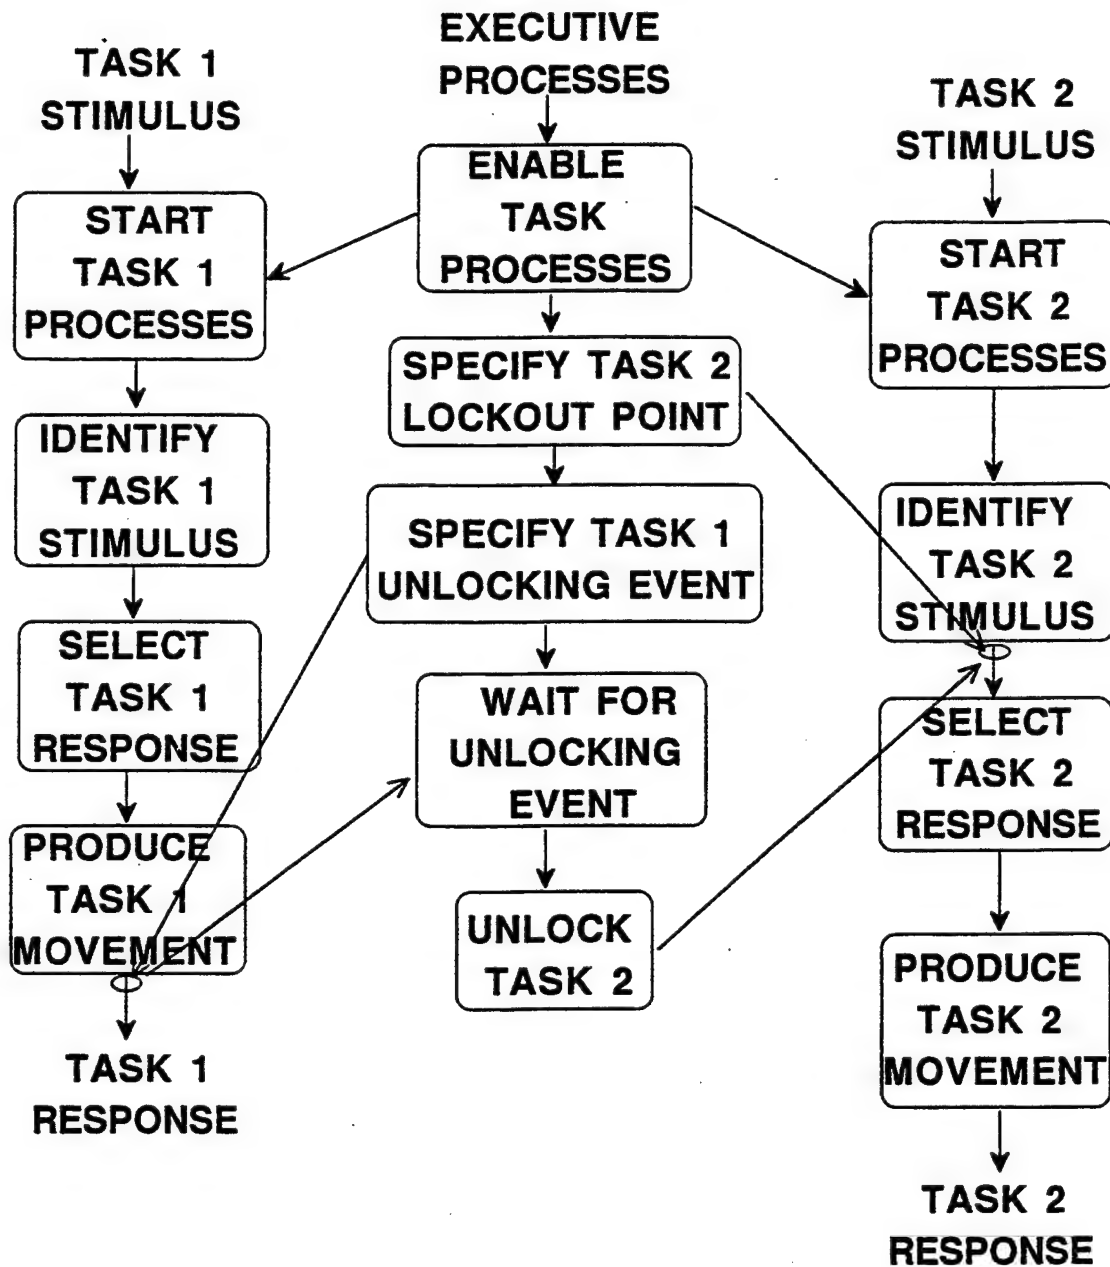 TASK 1
STIMULUS
START
TASK 1
PROCESSES
IDENTIFY
TASK 1
STIMULUS
SELECT
TASK 1
RESPONSE
PRODUCE
TASK 1
MOVEMENT
TASK 1
RESPONSE
EXECUTIVE
PROCESSES
ENABLE
TASK
PROCESSES
SPECIFY TASK 2
LOCKOUT POINT
SPECIFY TASK 1
UNLOCKING EVENT
WAIT FOR
UNLOCKING
EVENT
UNLOCK
TASK 2
TASK 2
STIMULUS
START
TASK 2
PROCESSES
IDENTIFY
TASK 2
STIMULUS
SELECT
TASK 2
RESPONSE
PRODUCE
TASK 2
MOVEMENT
TASK 2
RESPONSE